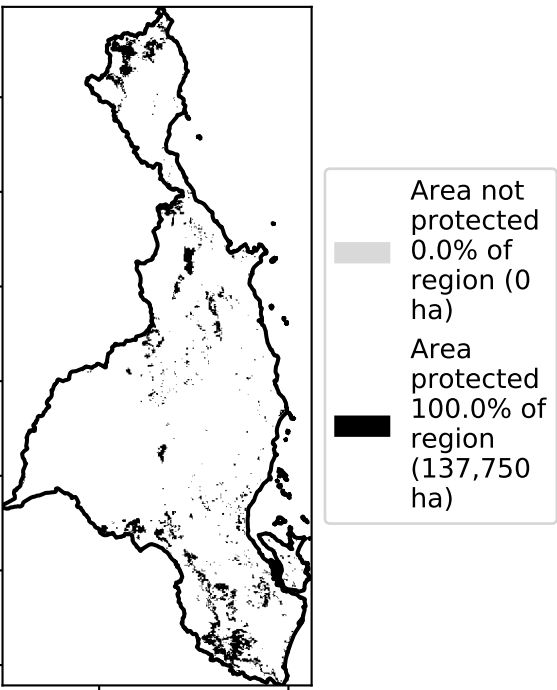 Area not
protected
0.0% of
region (0
ha)
Area
protected
100.0% of
region
(137,750
ha)